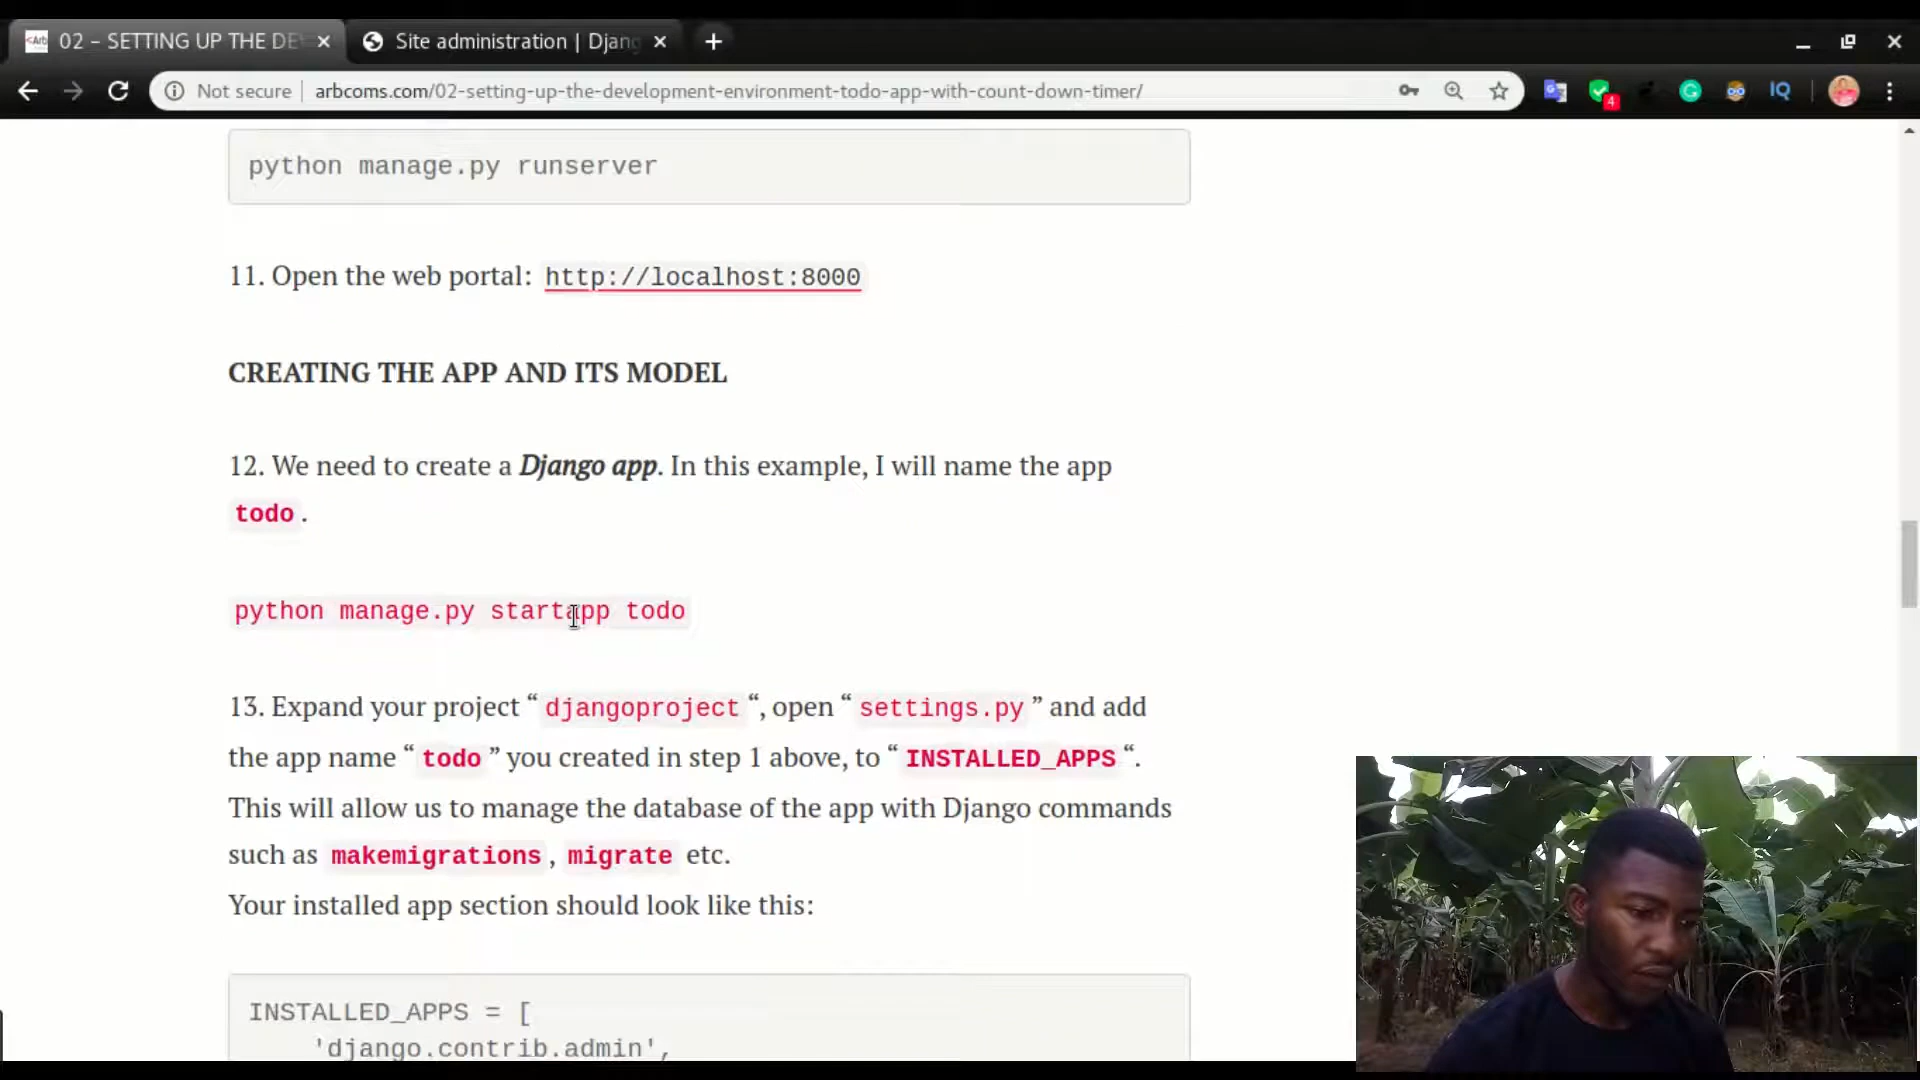 02 – SETTING UP THE DE
Site administration | Djang
Not secure
arbcoms.com/02-setting-up-the-development-environment-todo-app-with-count-down-timer/
4
IQ
python manage.py runserver
11. Open the web portal: http://localhost:8000
CREATING THE APP AND ITS MODEL
12. We need to create a Django app. In this example, I will name the app
todo.
python manage.py startapp todo
13. Expand your project “djangoproject“, open “settings.py” and add
the app name “todo” you created in step 1 above, to “INSTALLED_APPS“.
This will allow us to manage the database of the app with Django commands
such as makemigrations, migrate etc.
Your installed app section should look like this:
INSTALLED_APPS = [
'django.contrib.admin',